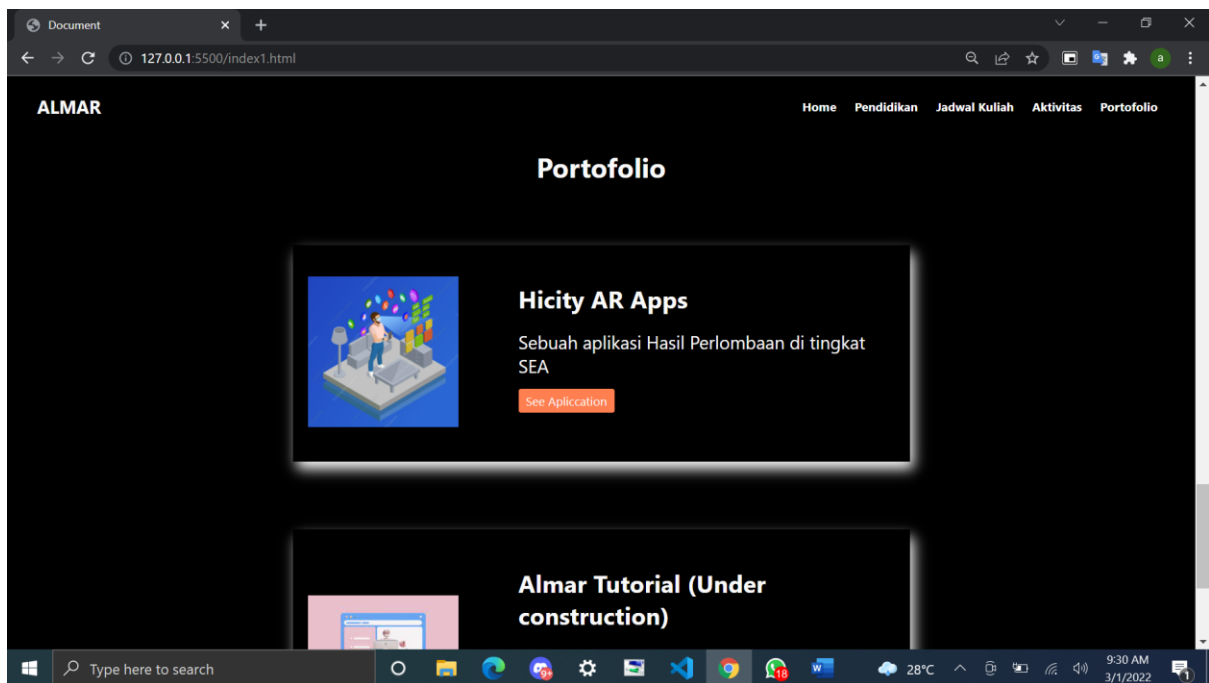 Document
127.0.0.1:5500/index1.html
a
ALMAR
Home Pendidikan Jadwal Kuliah Aktivitas Portofolio
Portofolio
Hicity AR Apps
Sebuah aplikasi Hasil Perlombaan di tingkat
SEA
See Apliccation
Almar Tutorial (Under
construction)
Type here to search
18
28°C
9:30 AM
3/1/2022
1